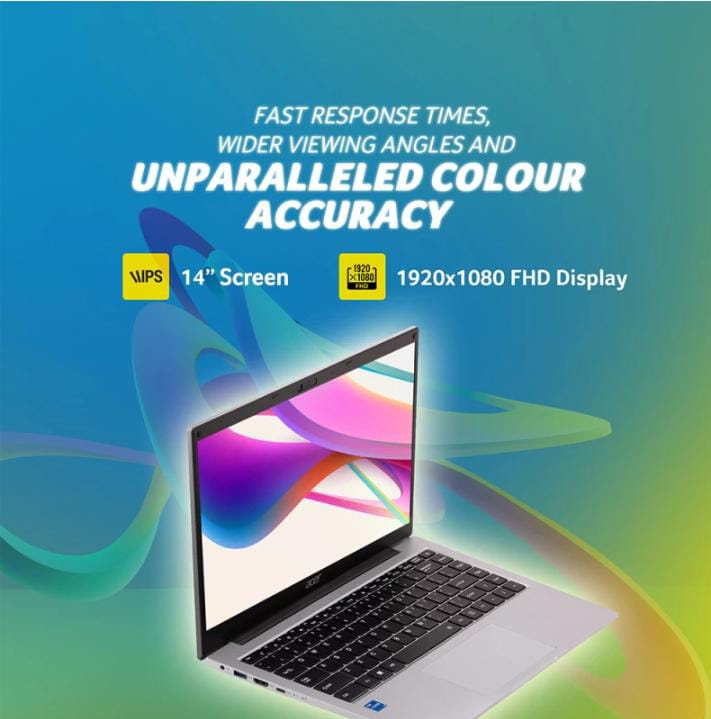 FAST RESPONSE TIMES,
WIDER VIEWING ANGLES AND
UNPARALLELED COLOUR
ACCURACY
IPS
14” Screen
1920
×1080
FHD
1920x1080 FHD Display
acer